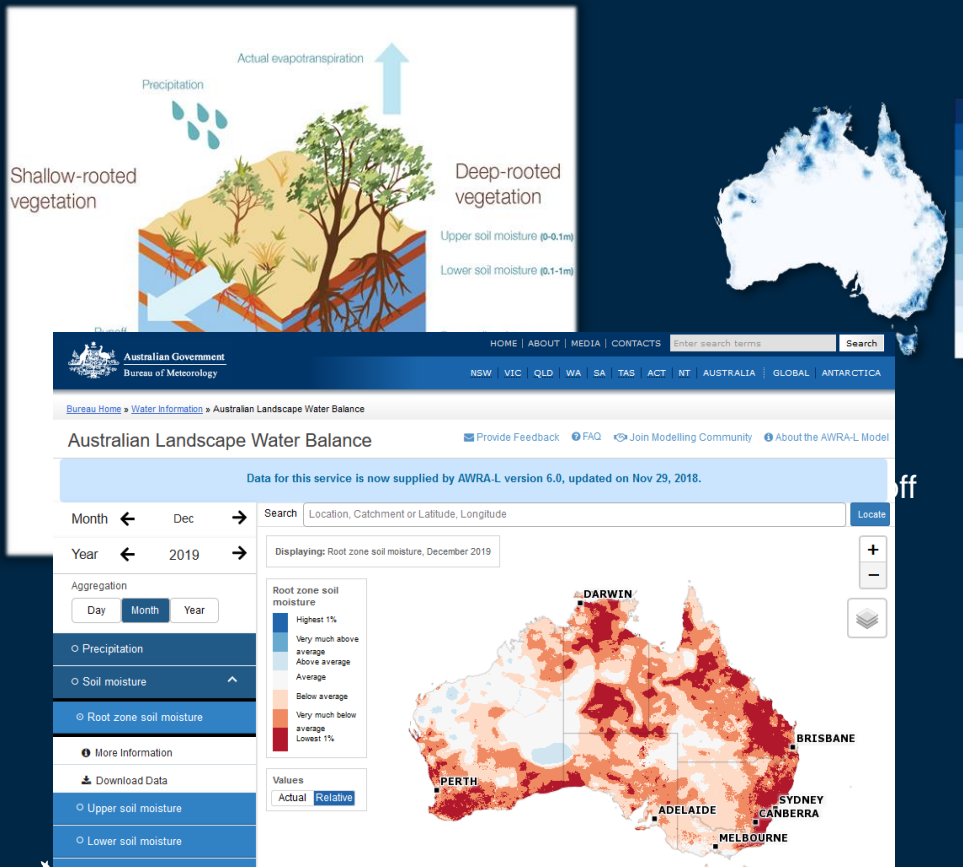 Actual evapotranspiration
Precipitation
Shallow-rooted
vegetation
Deep-rooted
vegetation
Upper soil moisture (0-0.1m)
Lower soil moisture (0.1-1m)
HOME | ABOUT | MEDIA | CONTACTS
Enter search terms
Search
Australian Government
Bureau of Meteorology
NSW | VIC | QLD | WA | SA | TAS | ACT | NT | AUSTRALIA | GLOBAL | ANTARCTICA
Bureau Home » Water Information » Australian Landscape Water Balance
Australian Landscape Water Balance
Provide Feedback FAQ Join Modelling Community About the AWRA-L Model
Data for this service is now supplied by AWRA-L version 6.0, updated on Nov 29, 2018.
off
Month Dec
Year 2019
Aggregation
Day Month Year
Precipitation
Soil moisture
Root zone soil moisture
More Information
Download Data
Upper soil moisture
Lower soil moisture
Search Location, Catchment or Latitude, Longitude Locate
Displaying: Root zone soil moisture, December 2019
+
−
Root zone soil
moisture
Highest 1%
Very much above
average
Above average
Average
Below average
Very much below
average
Lowest 1%
Values
Actual Relative
DARWIN
BRISBANE
PERTH
ADELAIDE
SYDNEY
CANBERRA
MELBOURNE